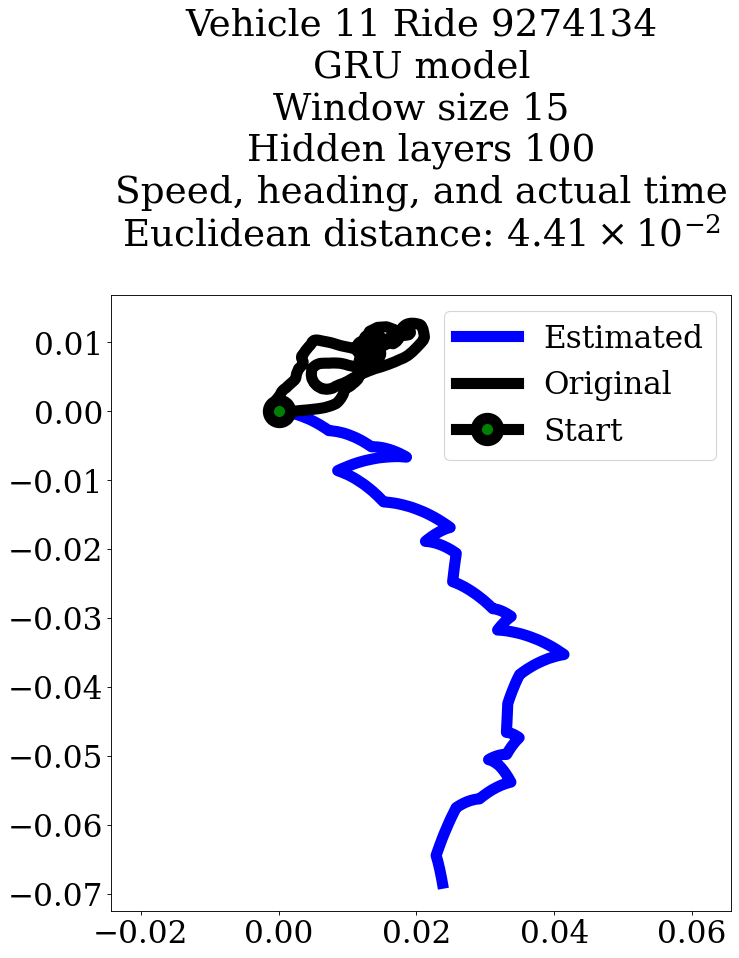 Vehicle 11 Ride 9274134
GRU model
Window size 15
Hidden layers 100
Speed, heading, and actual time
Euclidean distance: 4.41 × 10⁻²
Estimated
Original
Start
0.01
0.00
−0.01
−0.02
−0.03
−0.04
−0.05
−0.06
−0.07
−0.02 0.00 0.02 0.04 0.06